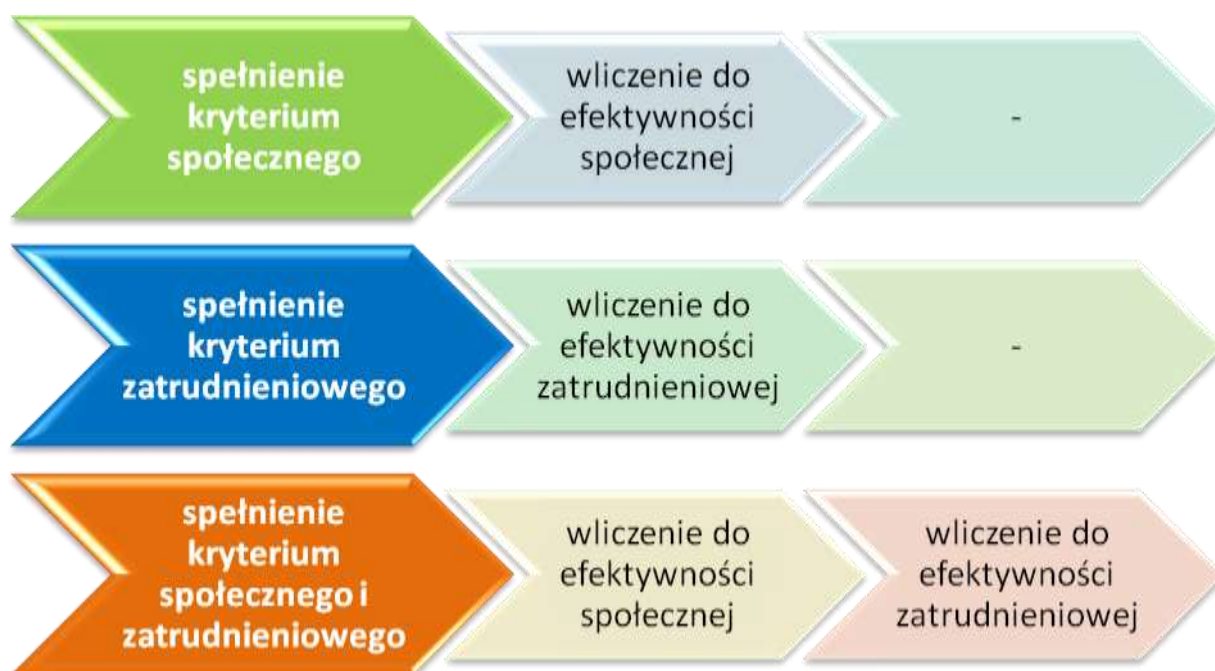 spełnienie
kryterium
społecznego
wliczenie do
efektywności
społecznej
-
spełnienie
kryterium
zatrudnieniowego
wliczenie do
efektywności
zatrudnieniowej
-
spełnienie
kryterium
społecznego i
zatrudnieniowego
wliczenie do
efektywności
społecznej
wliczenie do
efektywności
zatrudnieniowej